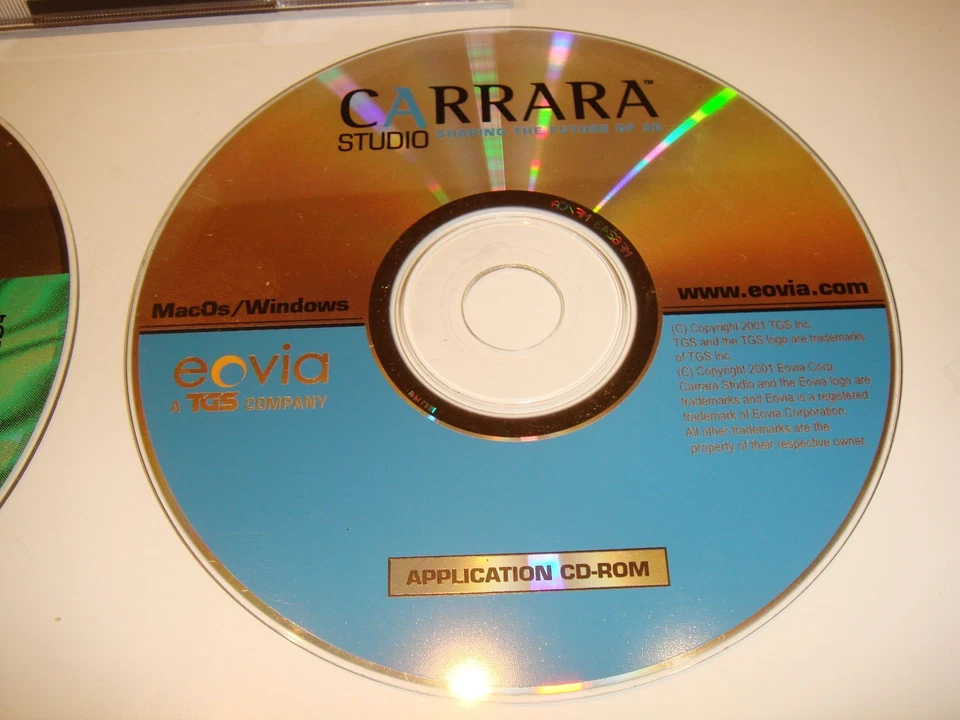 CARRARA™
STUDIO SHAPING THE FUTURE OF 3D
MacOs/Windows
www.eovia.com
eovia
A TGS COMPANY
(C) Copyright 2001 TGS Inc.
TGS and the TGS logo are trademarks
of TGS Inc.
(C) Copyright 2001 Eovia Corp.
Carrara Studio and the Eovia logo are
trademarks and Eovia is a registered
trademark of Eovia Corporation.
All other trademarks are the
property of their respective owner.
APPLICATION CD-ROM